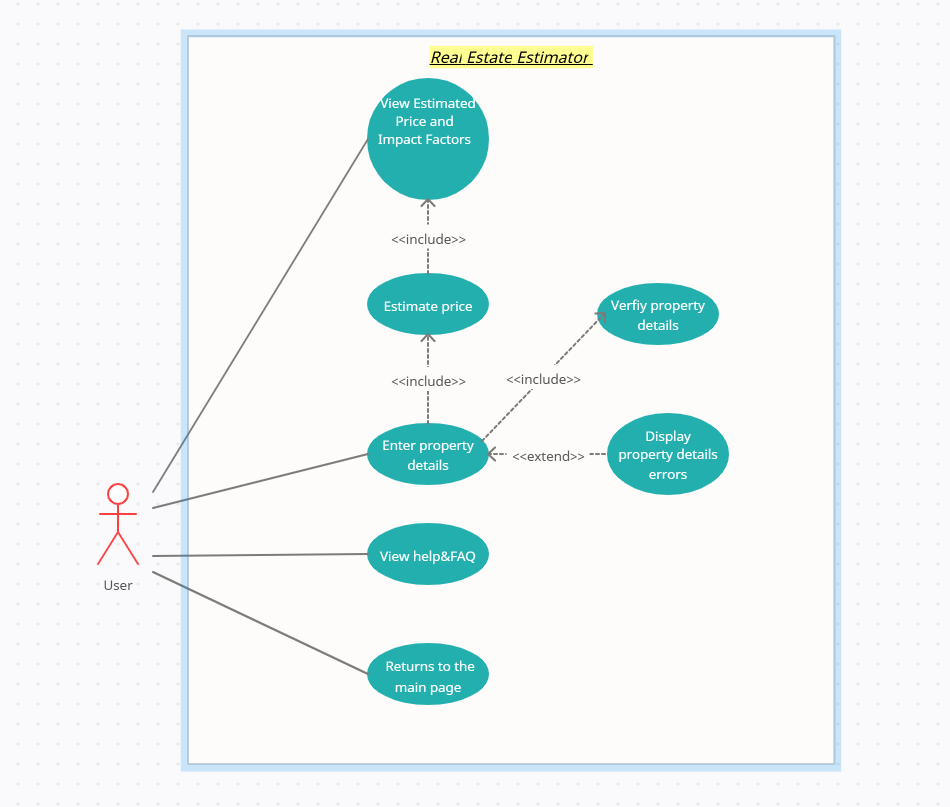 Real Estate Estimator
View Estimated
Price and
Impact Factors
<<include>>
Estimate price
Verfiy property
details
<<include>>
<<include>>
Enter property
details
<<extend>>
Display
property details
errors
View help&FAQ
User
Returns to the
main page